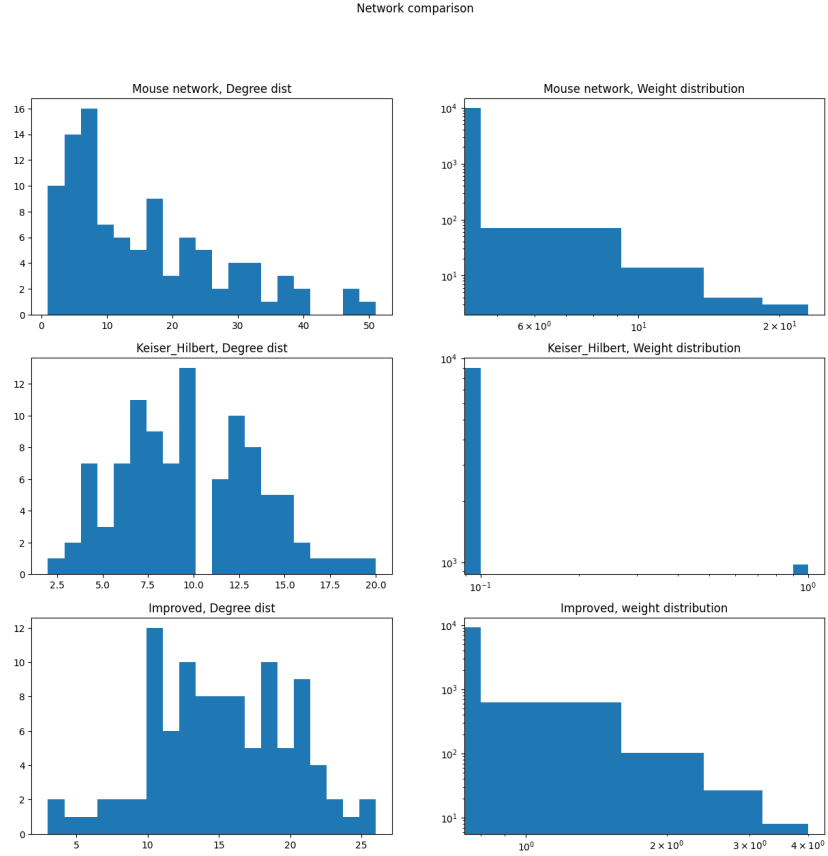 Network comparison
Mouse network, Degree dist
16
14
12
10
8
6
4
2
0
0 10 20 30 40 50
Mouse network, Weight distribution
10⁴
10³
10²
10¹
6 × 10⁰ 10¹ 2 × 10¹
Keiser_Hilbert, Degree dist
12
10
8
6
4
2
0
2.5 5.0 7.5 10.0 12.5 15.0 17.5 20.0
Keiser_Hilbert, Weight distribution
10⁴
10³
10⁻¹ 10⁰
Improved, Degree dist
12
10
8
6
4
2
0
5 10 15 20 25
Improved, weight distribution
10⁴
10³
10²
10¹
10⁰ 2 × 10⁰ 3 × 10⁰ 4 × 10⁰